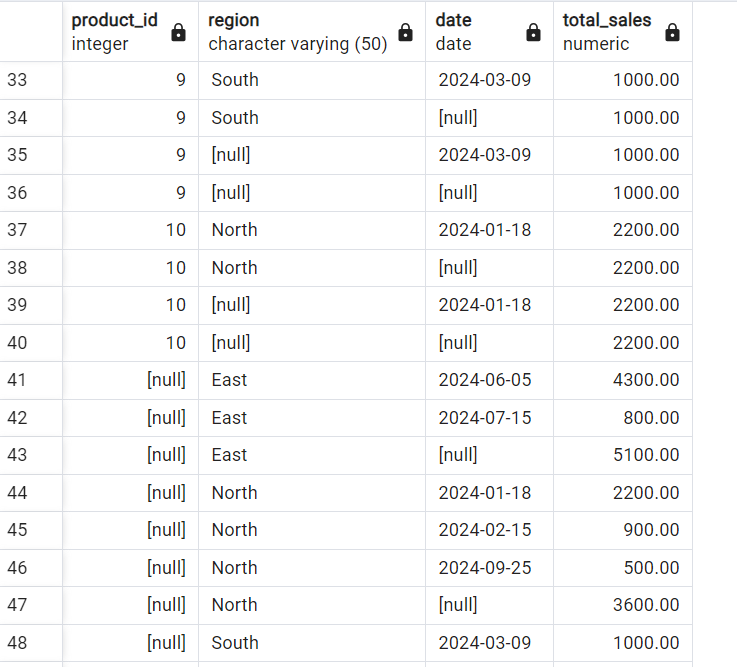 product_id region date total_sales
integer character varying (50) date numeric
33 9 South 2024-03-09 1000.00
34 9 South [null] 1000.00
35 9 [null] 2024-03-09 1000.00
36 9 [null] [null] 1000.00
37 10 North 2024-01-18 2200.00
38 10 North [null] 2200.00
39 10 [null] 2024-01-18 2200.00
40 10 [null] [null] 2200.00
41 [null] East 2024-06-05 4300.00
42 [null] East 2024-07-15 800.00
43 [null] East [null] 5100.00
44 [null] North 2024-01-18 2200.00
45 [null] North 2024-02-15 900.00
46 [null] North 2024-09-25 500.00
47 [null] North [null] 3600.00
48 [null] South 2024-03-09 1000.00